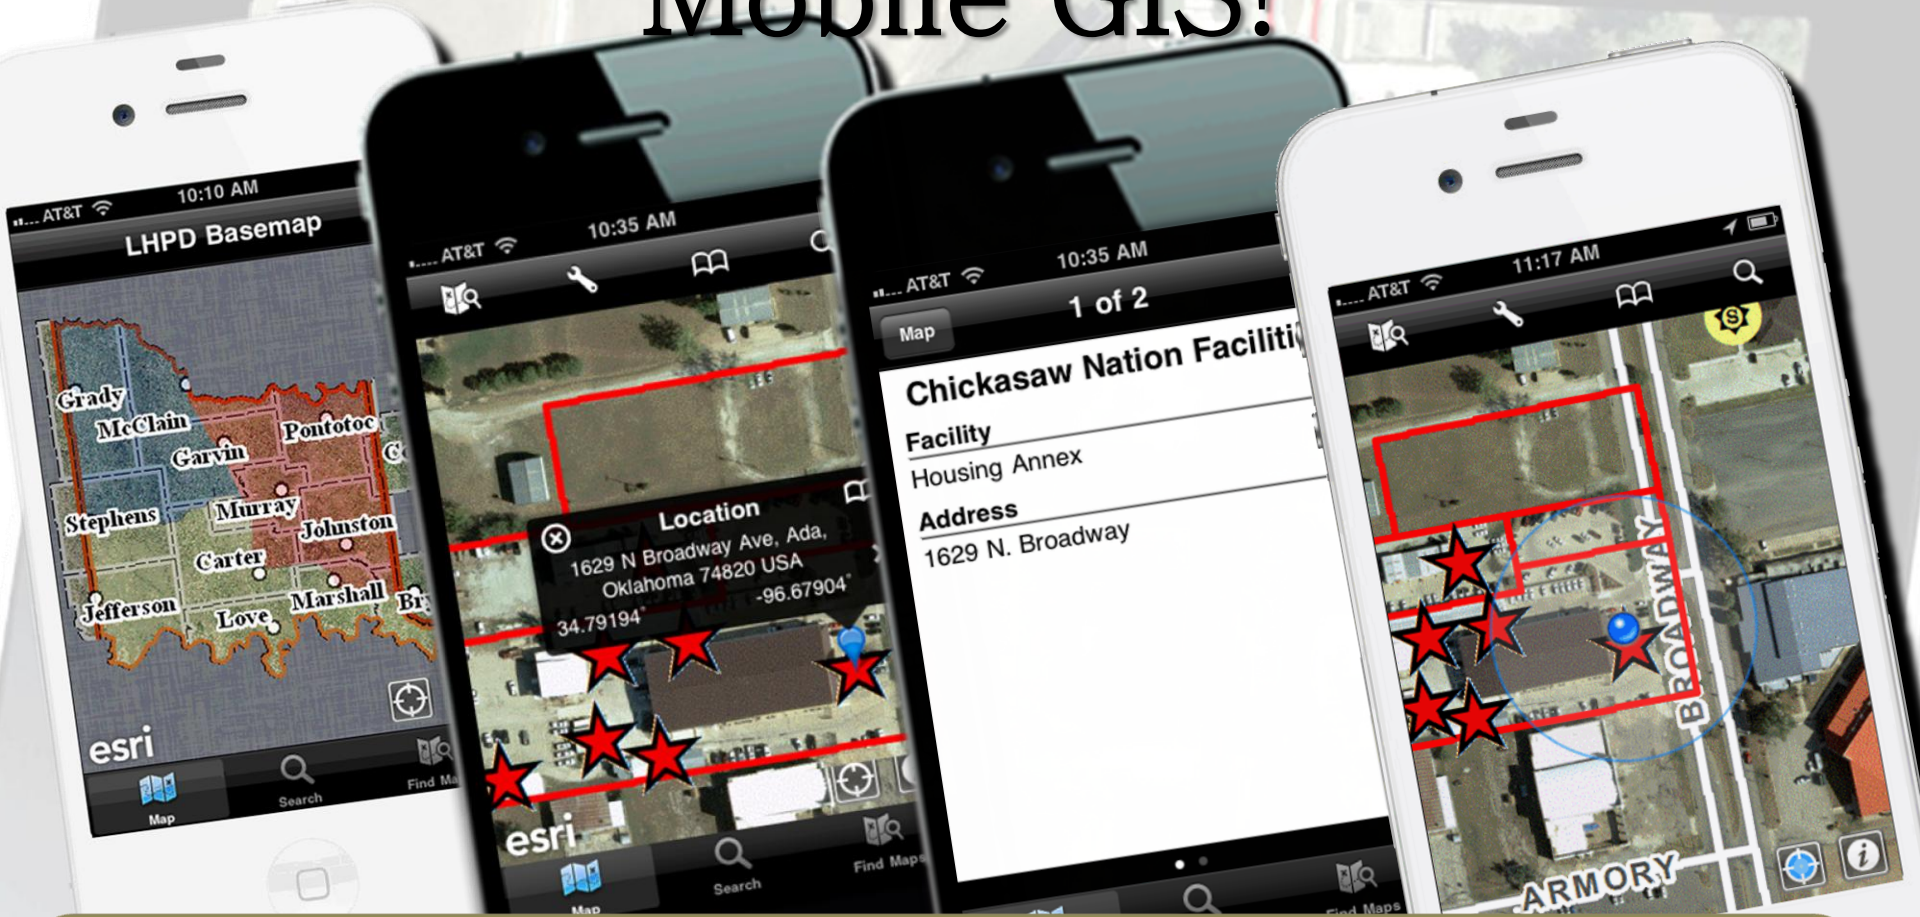 Mobile GIS!
AT&T
10:10 AM
LHPD Basemap
Grady
McClain
Pontotoc
Garvin
Stephens
Murray
Johnston
Carter
Jefferson
Love
Marshall
esri
Map
Search
AT&T
10:35 AM
Location
1629 N Broadway Ave, Ada,
Oklahoma 74820 USA
34.79194° -96.67904°
esri
Map
Search
Find Maps
AT&T
10:35 AM
Map
1 of 2
Chickasaw Nation
Facility
Housing Annex
Address
1629 N. Broadway
Find Maps
AT&T
11:17 AM
S
BROADWAY
ARMORY
i